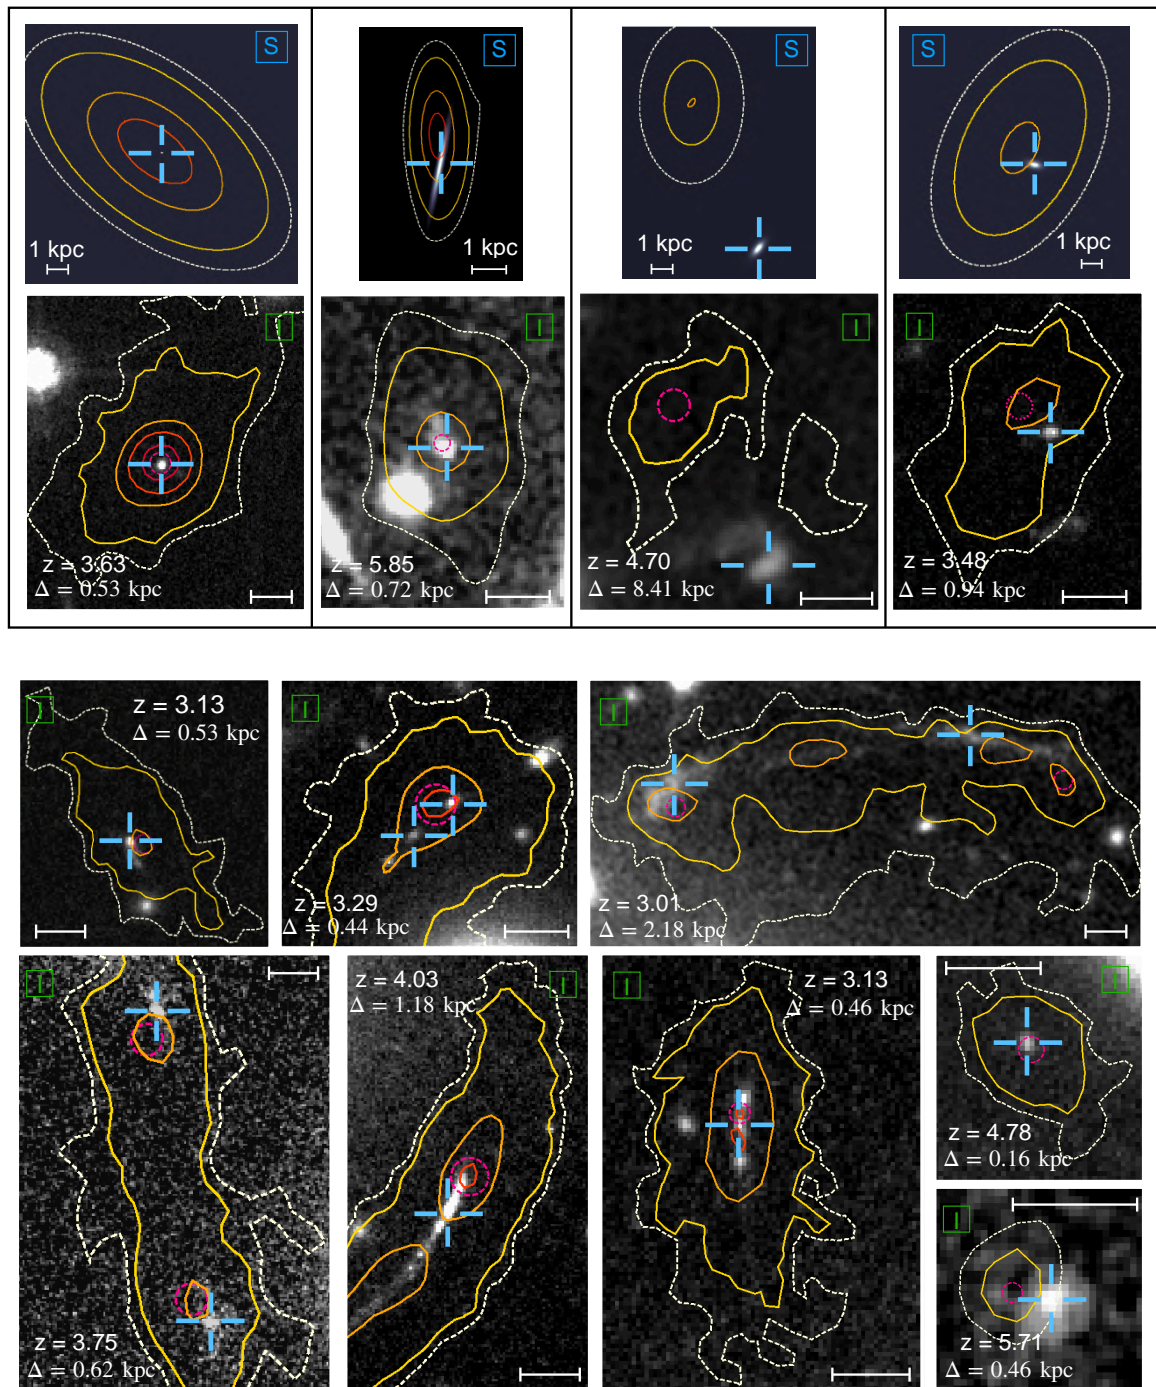 S
S
S
S
1 kpc
1 kpc
1 kpc
1 kpc
I
I
I
I
z = 3.63
Δ = 0.53 kpc
z = 5.85
Δ = 0.72 kpc
z = 4.70
Δ = 8.41 kpc
z = 3.48
Δ = 0.94 kpc
I
z = 3.13
Δ = 0.53 kpc
I
z = 3.29
Δ = 0.44 kpc
I
z = 3.01
Δ = 2.18 kpc
I
z = 3.75
Δ = 0.62 kpc
z = 4.03
Δ = 1.18 kpc
I
I
z = 3.13
Δ = 0.46 kpc
I
z = 4.78
Δ = 0.16 kpc
I
z = 5.71
Δ = 0.46 kpc